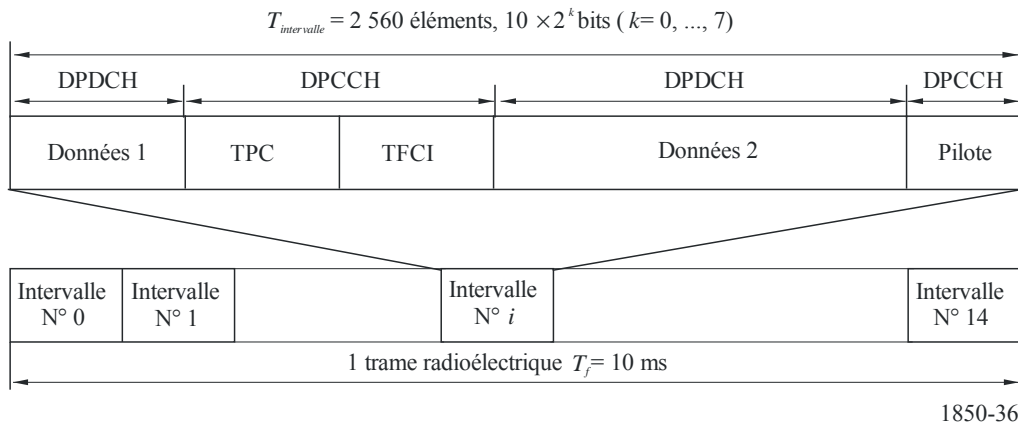 T_intervalle = 2 560 éléments, 10 × 2^k bits ( k= 0, ..., 7)
DPDCH DPCCH DPDCH DPCCH
Données 1 TPC TFCI Données 2 Pilote
Intervalle N° 0
Intervalle N° 1
Intervalle N° i
Intervalle N° 14
1 trame radioélectrique T_f = 10 ms
1850-36